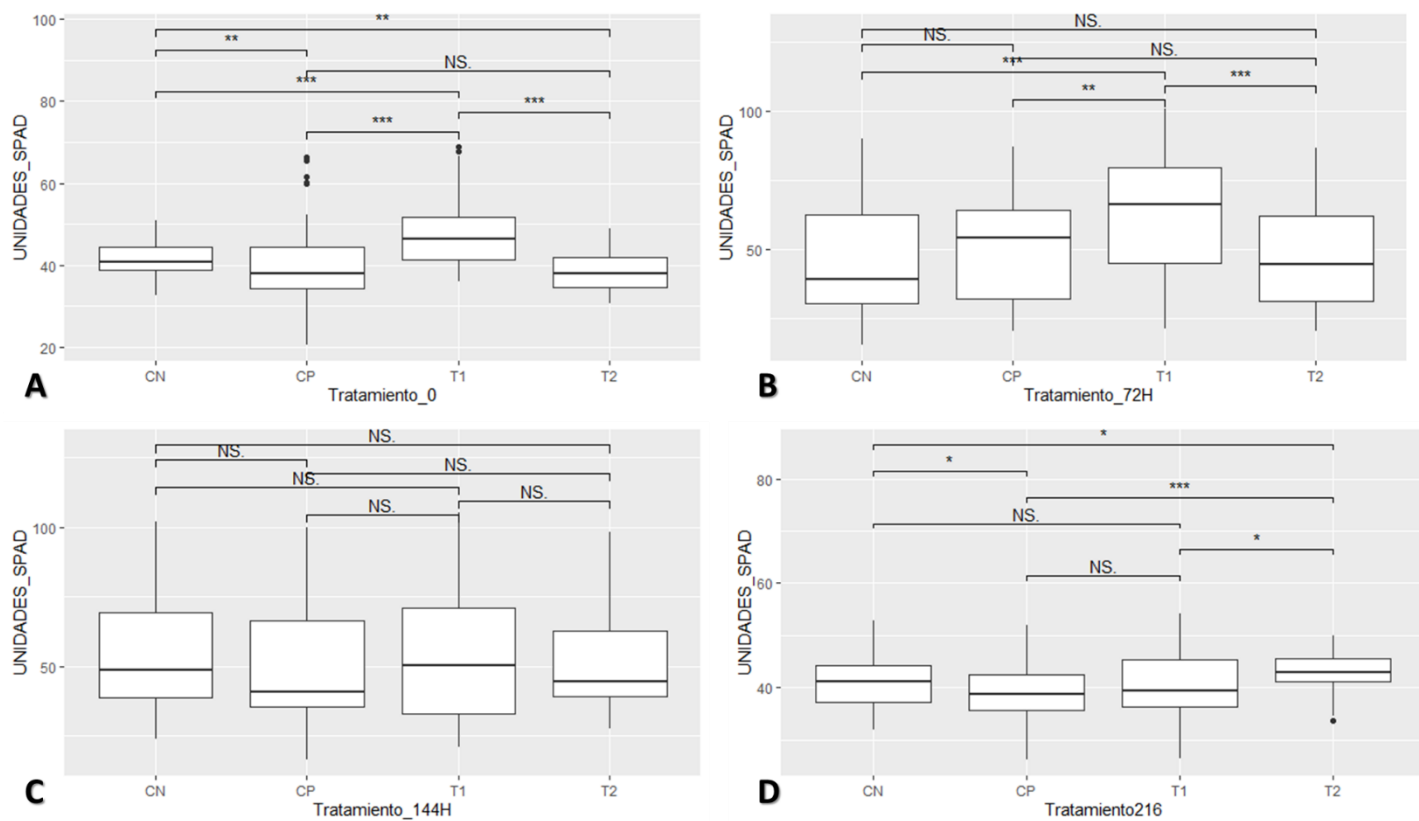 100
**
**
NS.
***
80
***
***
60
UNIDADES_SPAD
40
20
CN CP T1 T2
A
Tratamiento_0
NS.
NS.
NS.
***
***
**
100
UNIDADES_SPAD
50
CN CP T1 T2
B
Tratamiento_72H
NS.
NS.
NS.
NS.
NS.
NS.
100
UNIDADES_SPAD
50
CN CP T1 T2
C
Tratamiento_144H
*
*
80
***
NS.
*
NS.
60
UNIDADES_SPAD
40
CN CP T1 T2
D
Tratamiento216